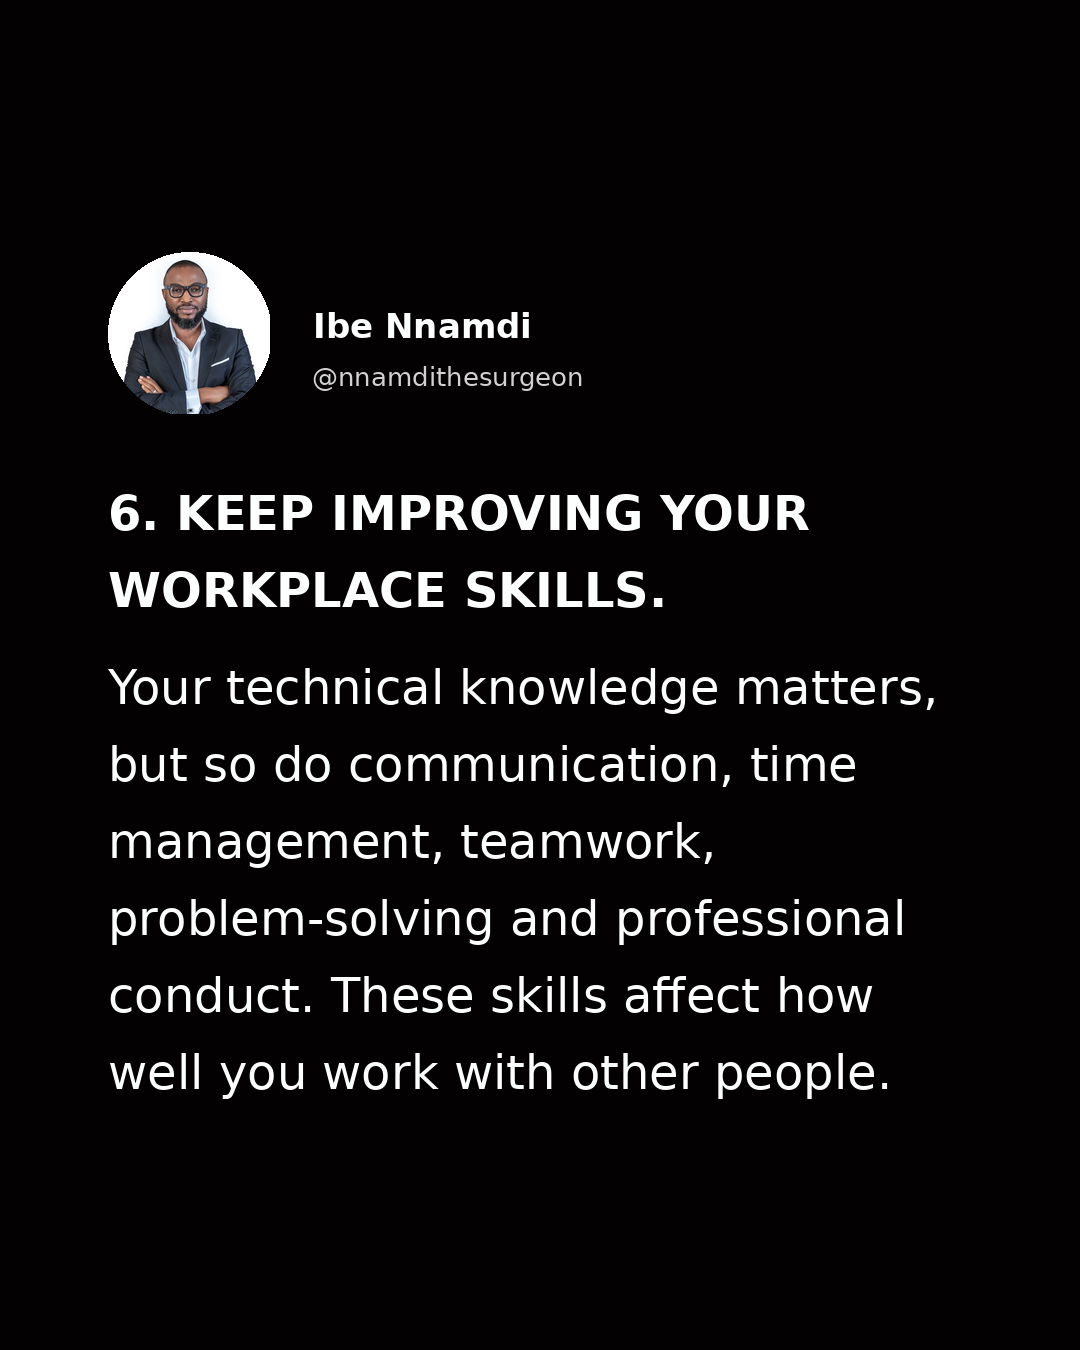 Ibe Nnamdi
@nnamdithesurgeon
6. KEEP IMPROVING YOUR
WORKPLACE SKILLS.
Your technical knowledge matters,
but so do communication, time
management, teamwork,
problem-solving and professional
conduct. These skills affect how
well you work with other people.